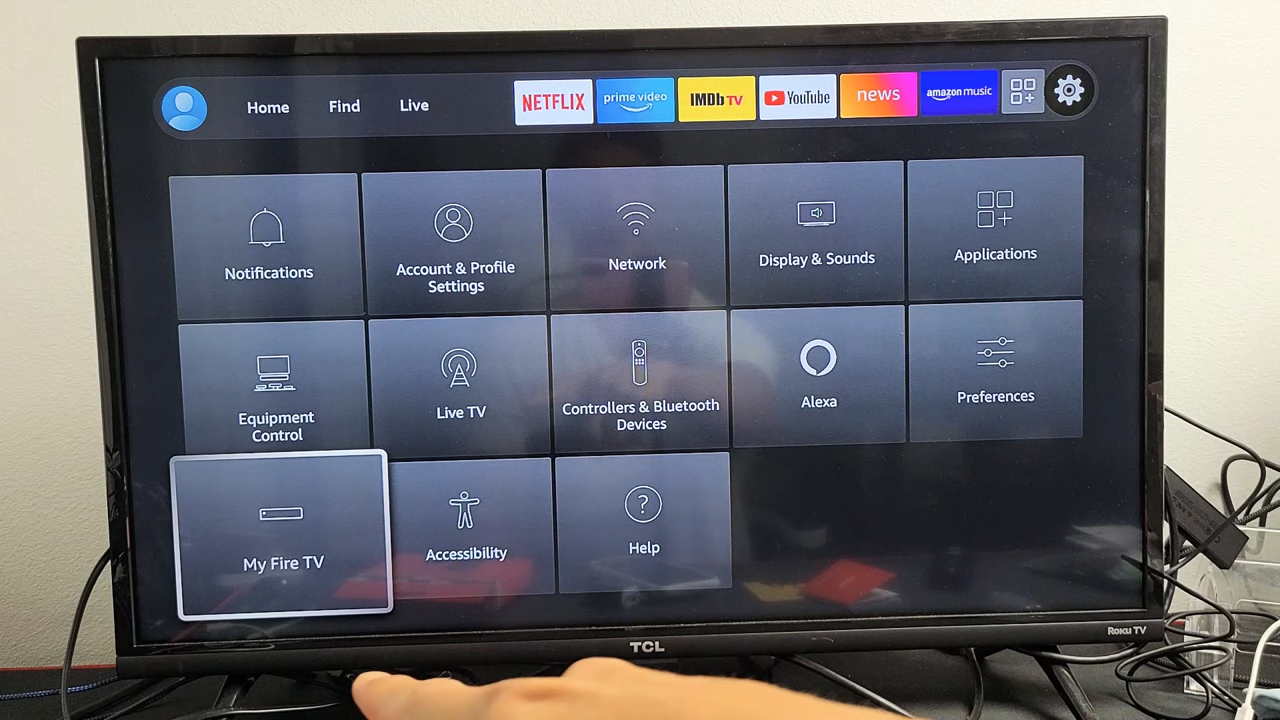 Home Find Live NETFLIX prime video IMDb TV YouTube news amazon music
Notifications
Account & Profile
Settings
Network
Display & Sounds
Applications
Equipment
Control
Live TV
Controllers & Bluetooth
Devices
Alexa
Preferences
My Fire TV
Accessibility
?
Help
TCL
Roku TV